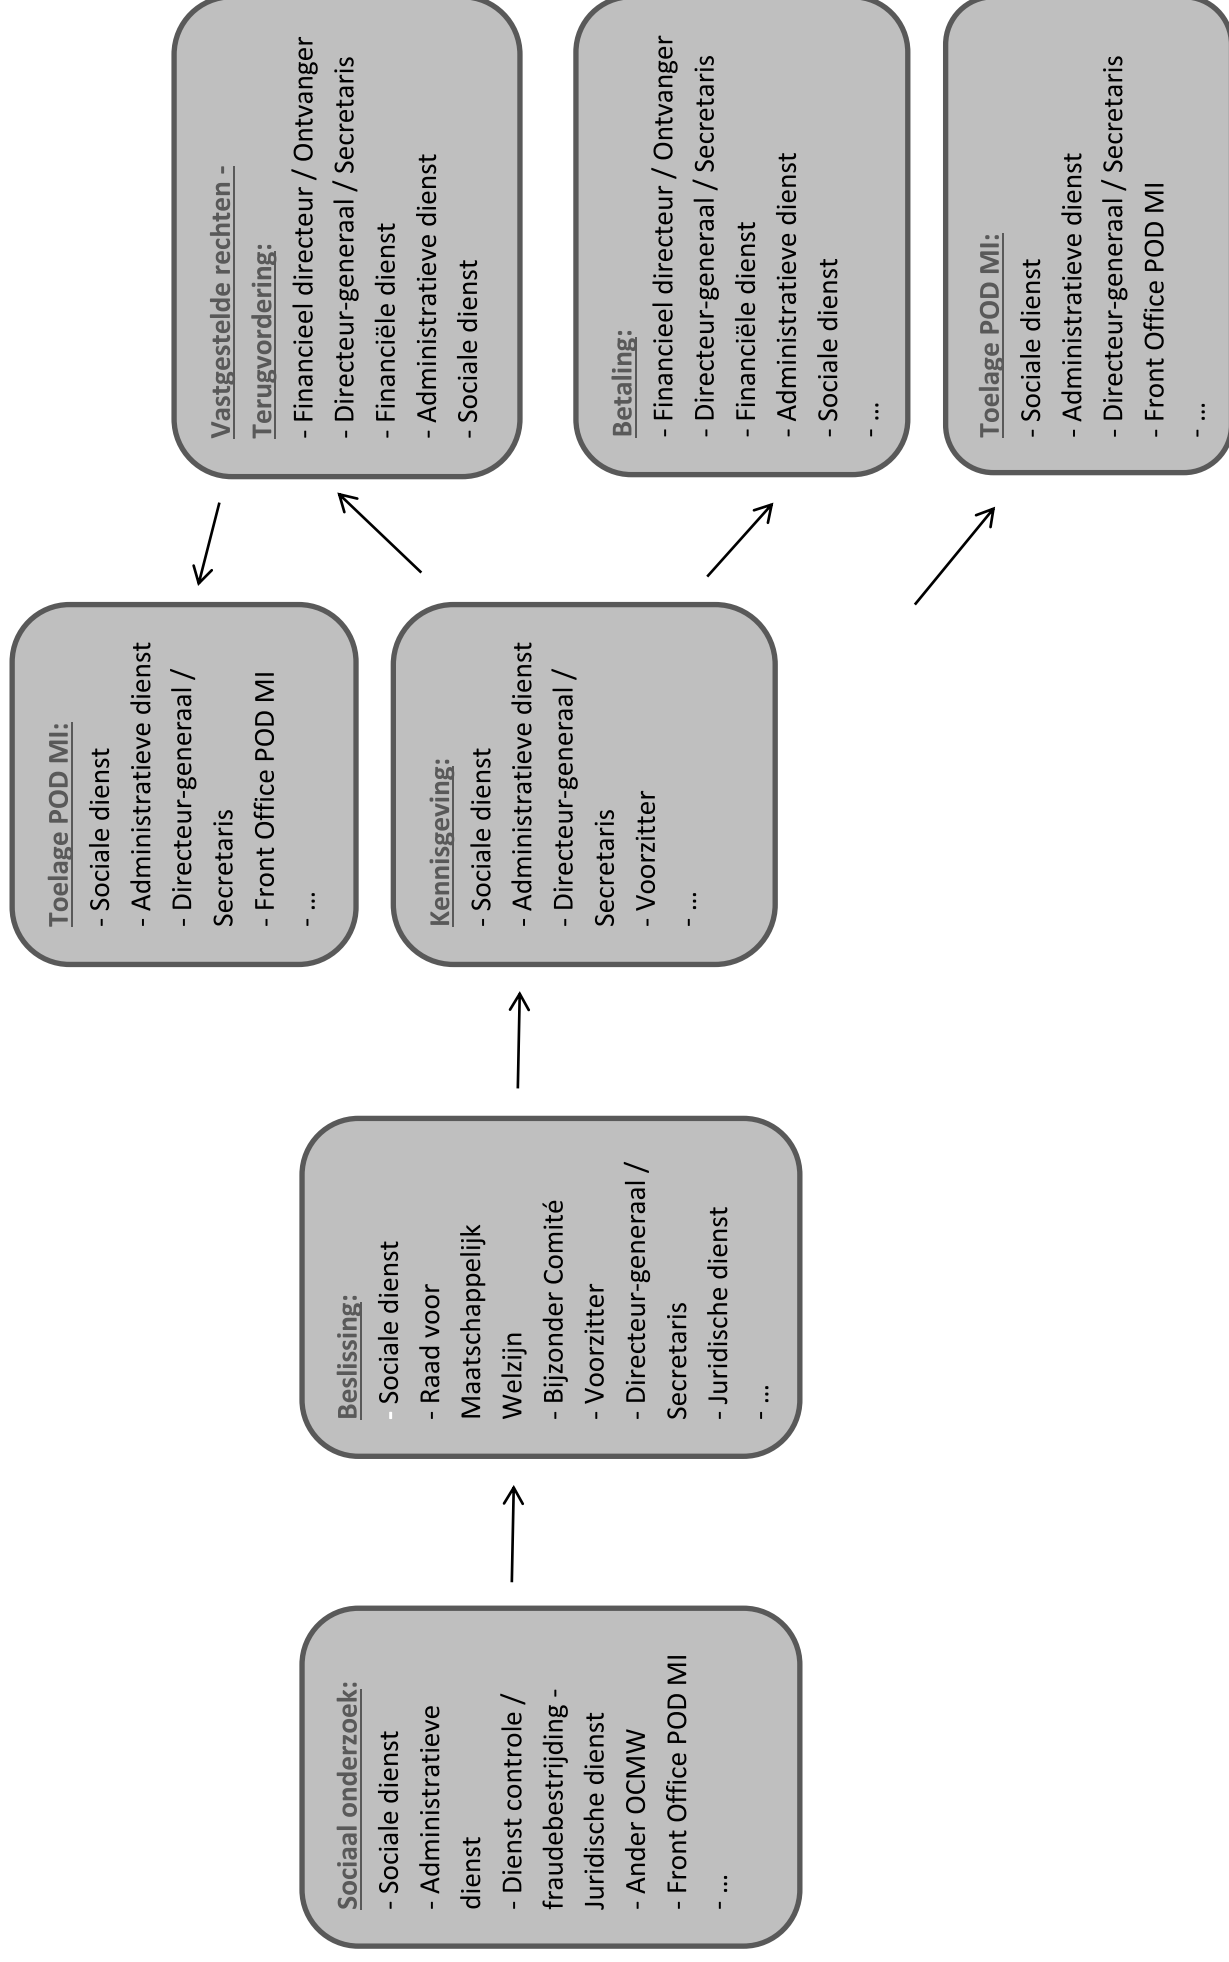 Sociaal onderzoek:
- Sociale dienst
- Administratieve
dienst
- Dienst controle /
fraudebestrijding -
Juridische dienst
- Ander OCMW
- Front Office POD MI
- ...
Beslissing:
- Sociale dienst
- Raad voor
Maatschappelijk
Welzijn
- Bijzonder Comité
- Voorzitter
- Directeur-generaal /
Secretaris
- Juridische dienst
- ...
Toelage POD MI:
- Sociale dienst
- Administratieve dienst
- Directeur-generaal /
Secretaris
- Front Office POD MI
- ...
Kennisgeving:
- Sociale dienst
- Administratieve dienst
- Directeur-generaal /
Secretaris
- Voorzitter
- ...
Vastgestelde rechten -
Terugvordering:
- Financieel directeur / Ontvanger
- Directeur-generaal / Secretaris
- Financiële dienst
- Administratieve dienst
- Sociale dienst
Betaling:
- Financieel directeur / Ontvanger
- Directeur-generaal / Secretaris
- Financiële dienst
- Administratieve dienst
- Sociale dienst
- ...
Toelage POD MI:
- Sociale dienst
- Administratieve dienst
- Directeur-generaal / Secretaris
- Front Office POD MI
- ...